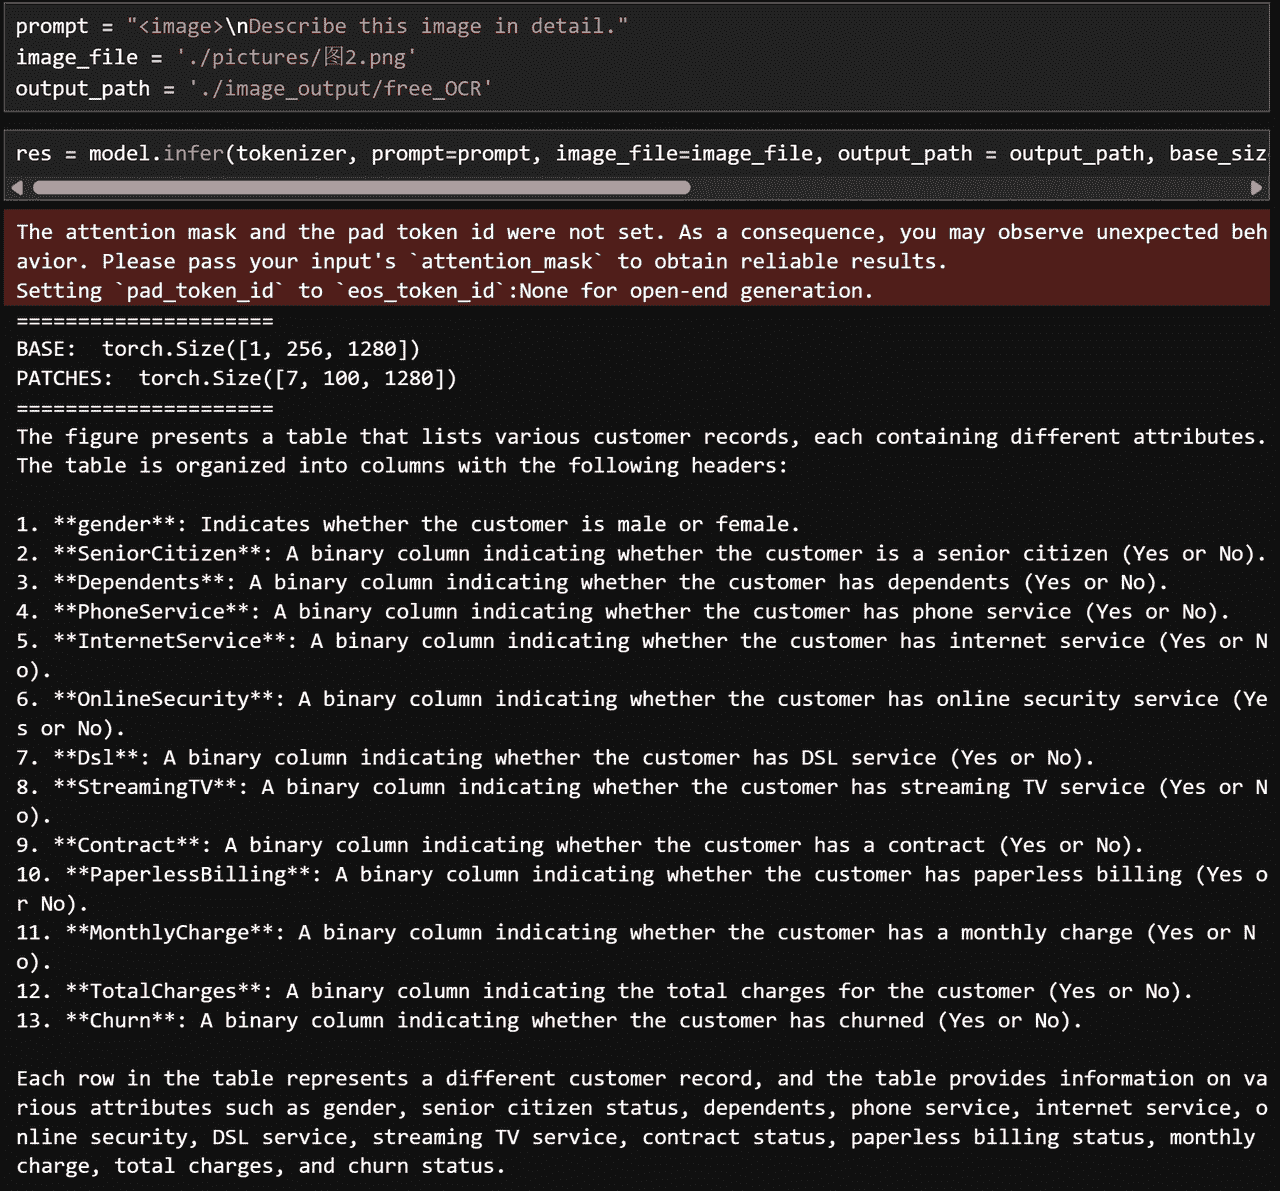 prompt = "<image>\nDescribe this image in detail."
image_file = './pictures/图2.png'
output_path = './image_output/free_OCR'
res = model.infer(tokenizer, prompt=prompt, image_file=image_file, output_path = output_path, base_siz
The attention mask and the pad token id were not set. As a consequence, you may observe unexpected beh
avior. Please pass your input's `attention_mask` to obtain reliable results.
Setting `pad_token_id` to `eos_token_id`:None for open-end generation.
=====================
BASE:  torch.Size([1, 256, 1280])
PATCHES:  torch.Size([7, 100, 1280])
=====================
The figure presents a table that lists various customer records, each containing different attributes.
The table is organized into columns with the following headers:
1. **gender**: Indicates whether the customer is male or female.
2. **SeniorCitizen**: A binary column indicating whether the customer is a senior citizen (Yes or No).
3. **Dependents**: A binary column indicating whether the customer has dependents (Yes or No).
4. **PhoneService**: A binary column indicating whether the customer has phone service (Yes or No).
5. **InternetService**: A binary column indicating whether the customer has internet service (Yes or N
o).
6. **OnlineSecurity**: A binary column indicating whether the customer has online security service (Ye
s or No).
7. **Dsl**: A binary column indicating whether the customer has DSL service (Yes or No).
8. **StreamingTV**: A binary column indicating whether the customer has streaming TV service (Yes or N
o).
9. **Contract**: A binary column indicating whether the customer has a contract (Yes or No).
10. **PaperlessBilling**: A binary column indicating whether the customer has paperless billing (Yes o
r No).
11. **MonthlyCharge**: A binary column indicating whether the customer has a monthly charge (Yes or N
o).
12. **TotalCharges**: A binary column indicating the total charges for the customer (Yes or No).
13. **Churn**: A binary column indicating whether the customer has churned (Yes or No).
Each row in the table represents a different customer record, and the table provides information on va
rious attributes such as gender, senior citizen status, dependents, phone service, internet service, o
nline security, DSL service, streaming TV service, contract status, paperless billing status, monthly
charge, total charges, and churn status.